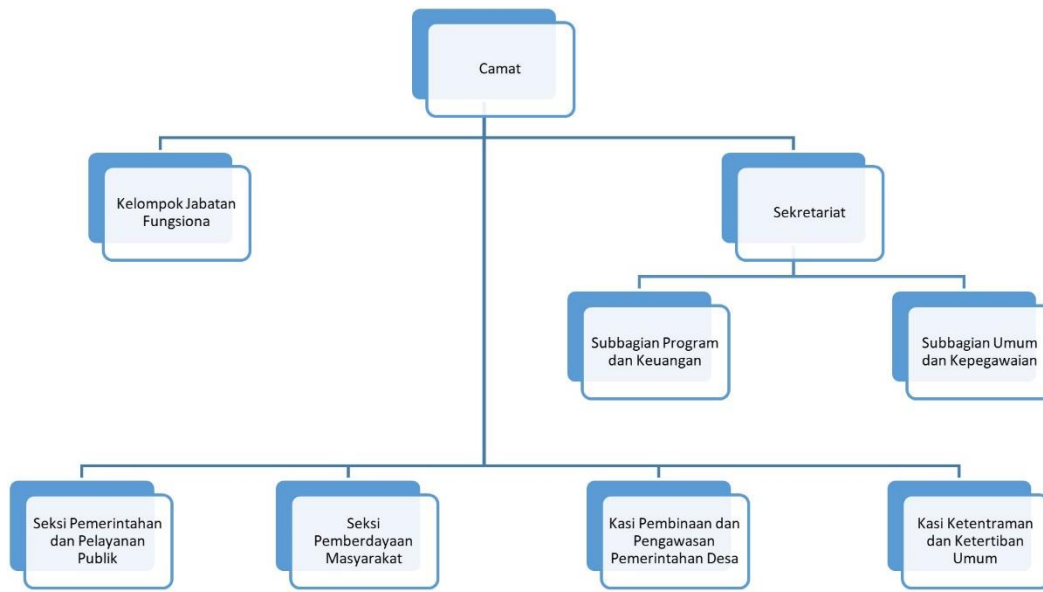 Camat
Kelompok Jabatan
Fungsiona
Sekretariat
Subbagian Program
dan Keuangan
Subbagian Umum
dan Kepegawaian
Seksi Pemerintahan
dan Pelayanan
Publik
Seksi
Pemberdayaan
Masyarakat
Kasi Pembinaan dan
Pengawasan
Pemerintahan Desa
Kasi Ketentraman
dan Ketertiban
Umum